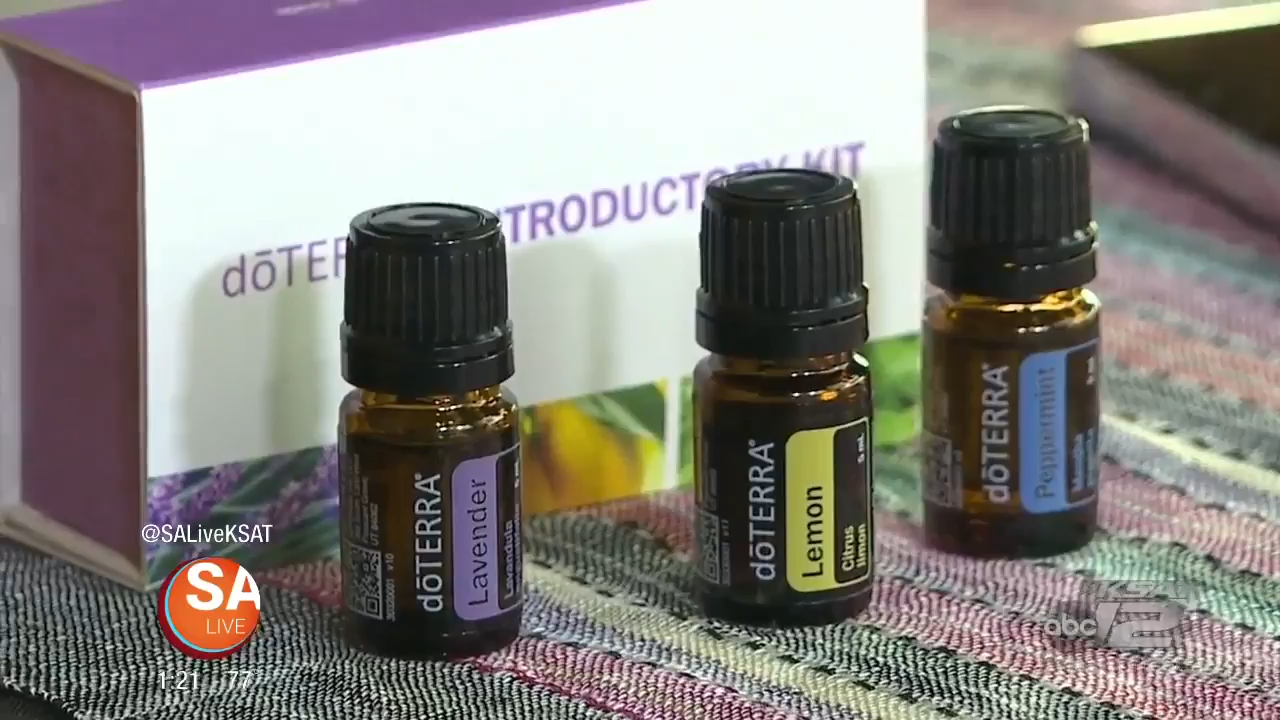 dōTERRA INTRODUCTORY KIT
dōTERRA
Lavender
Lavandula
dōTERRA
Lemon
5 mL
Citrus
limon
dōTERRA
Peppermint
Mentha
@SALiveKSAT
SA
LIVE
1:21 77
abc
KSAT
12